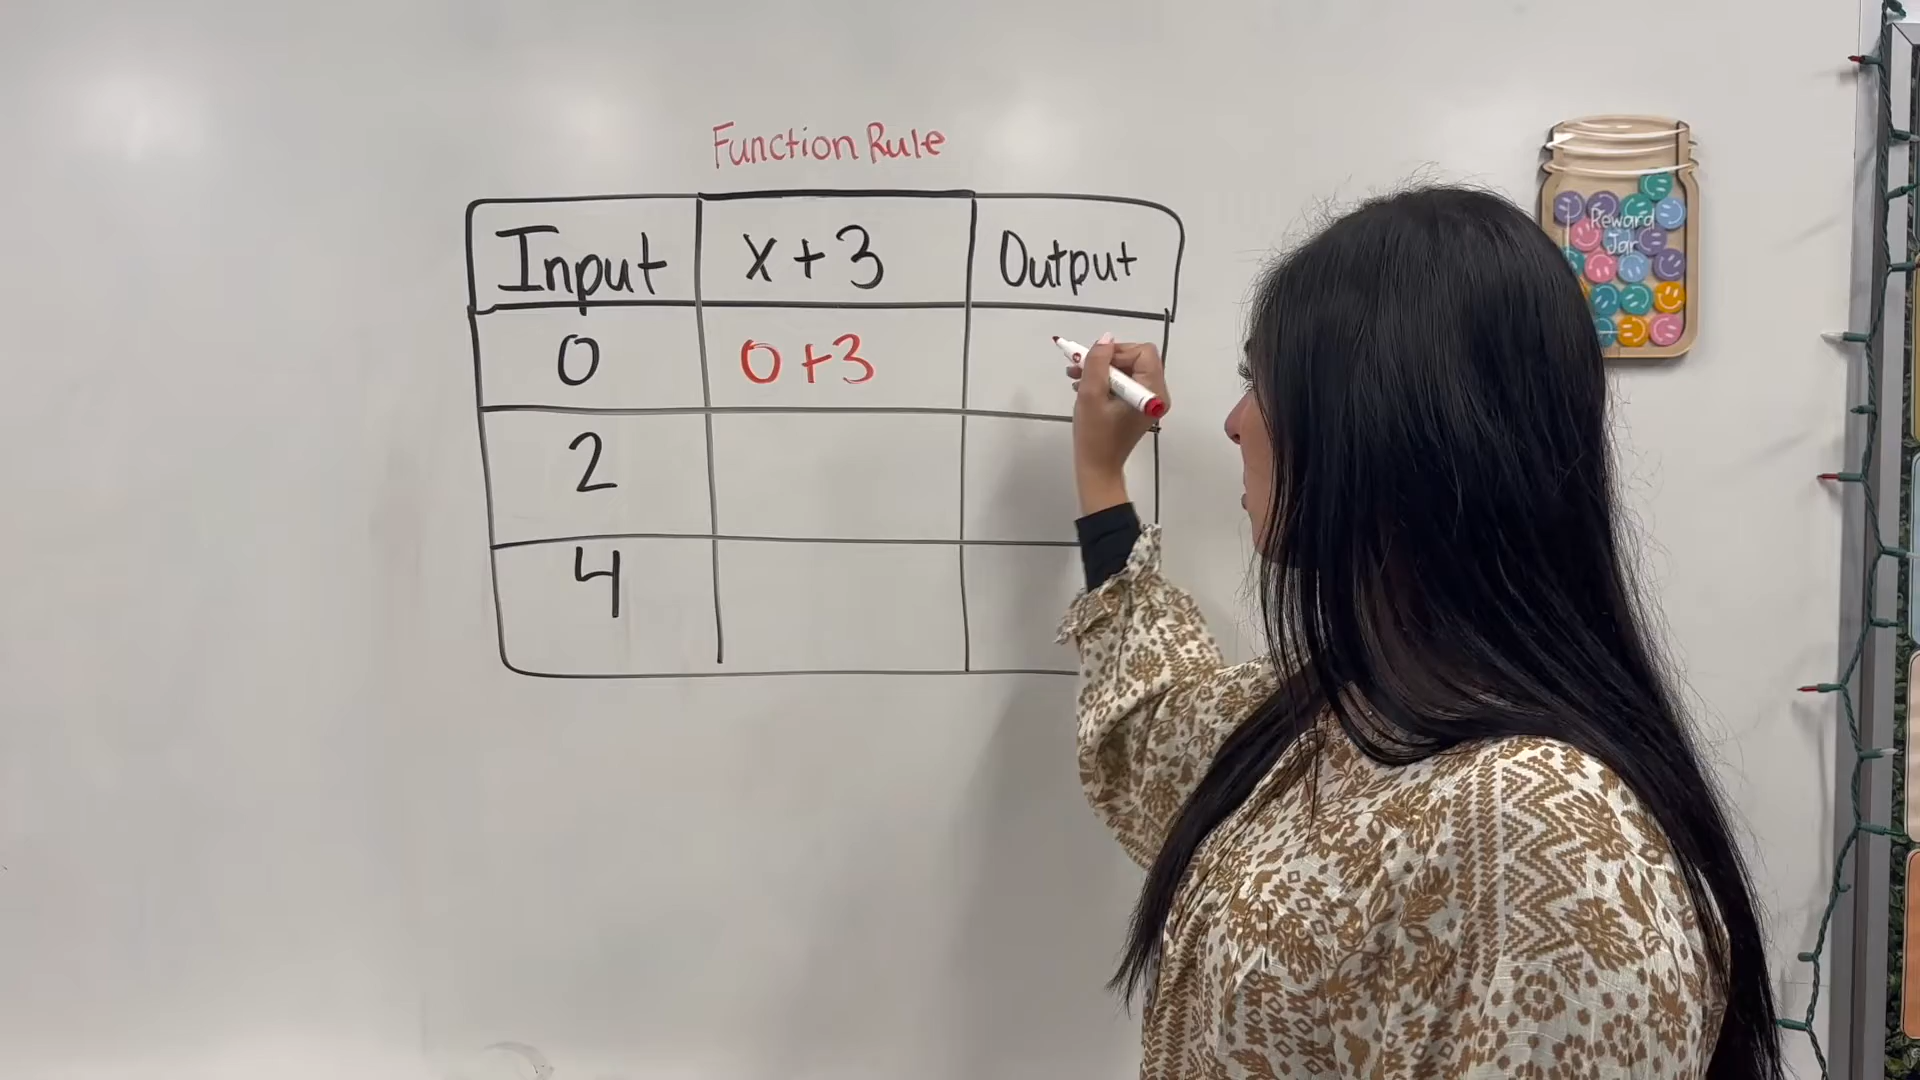 Function Rule
Input x+3 Output
0 0+3
2
4
Reward
Jar